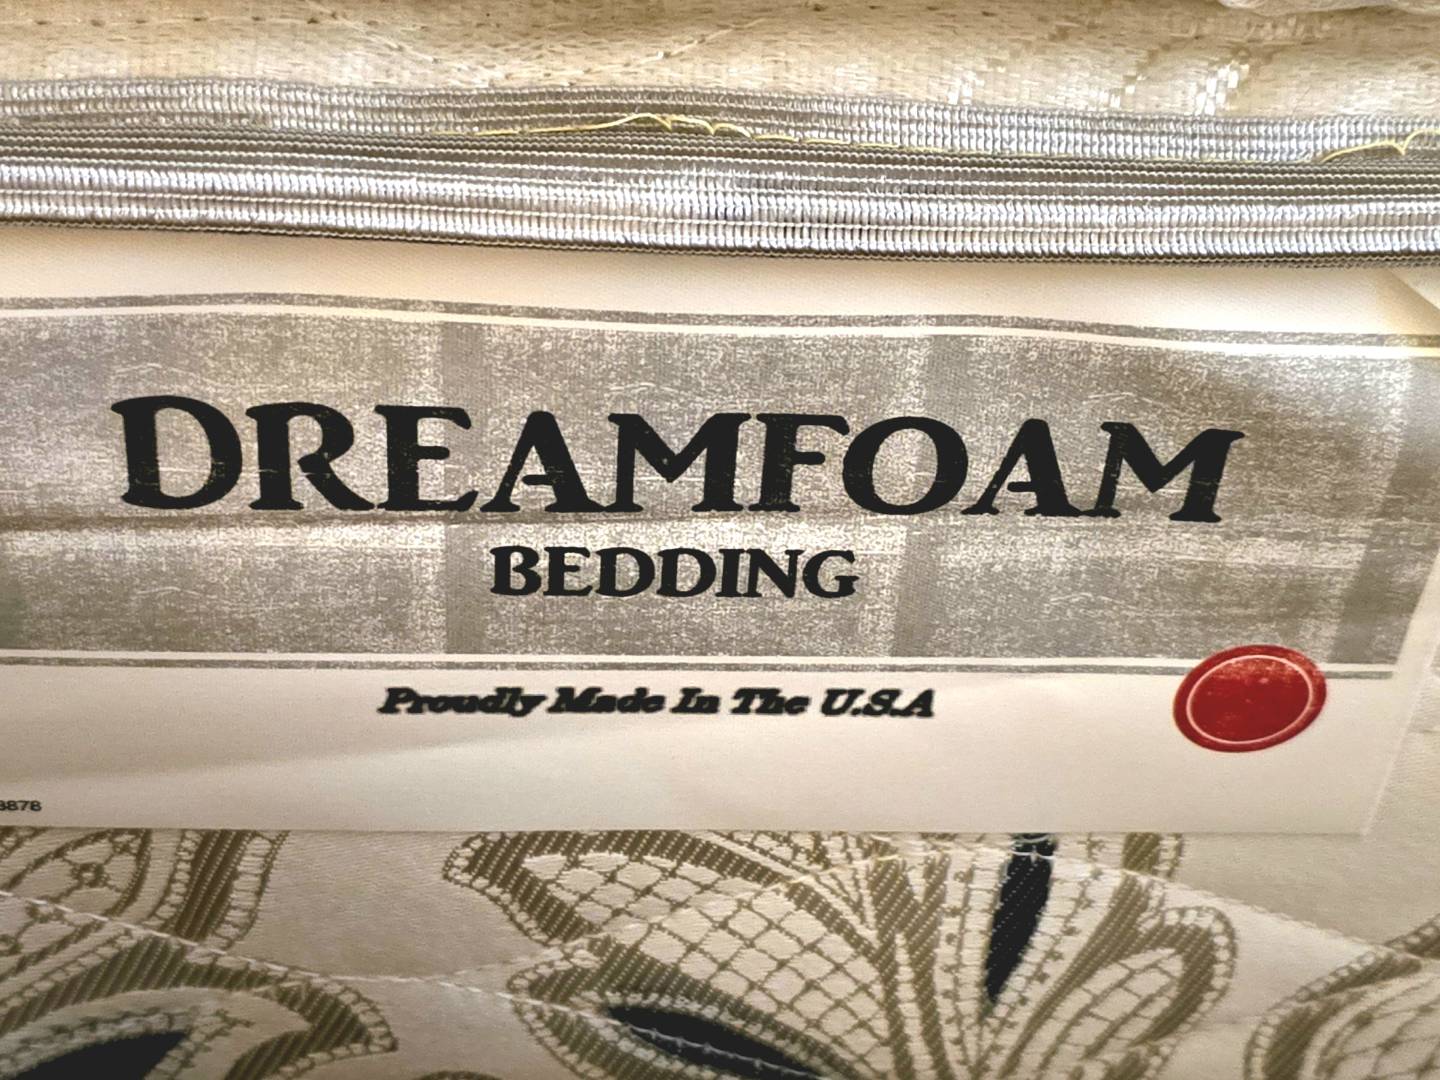 DREAMFOAM
BEDDING
Proudly Made In The U.S.A